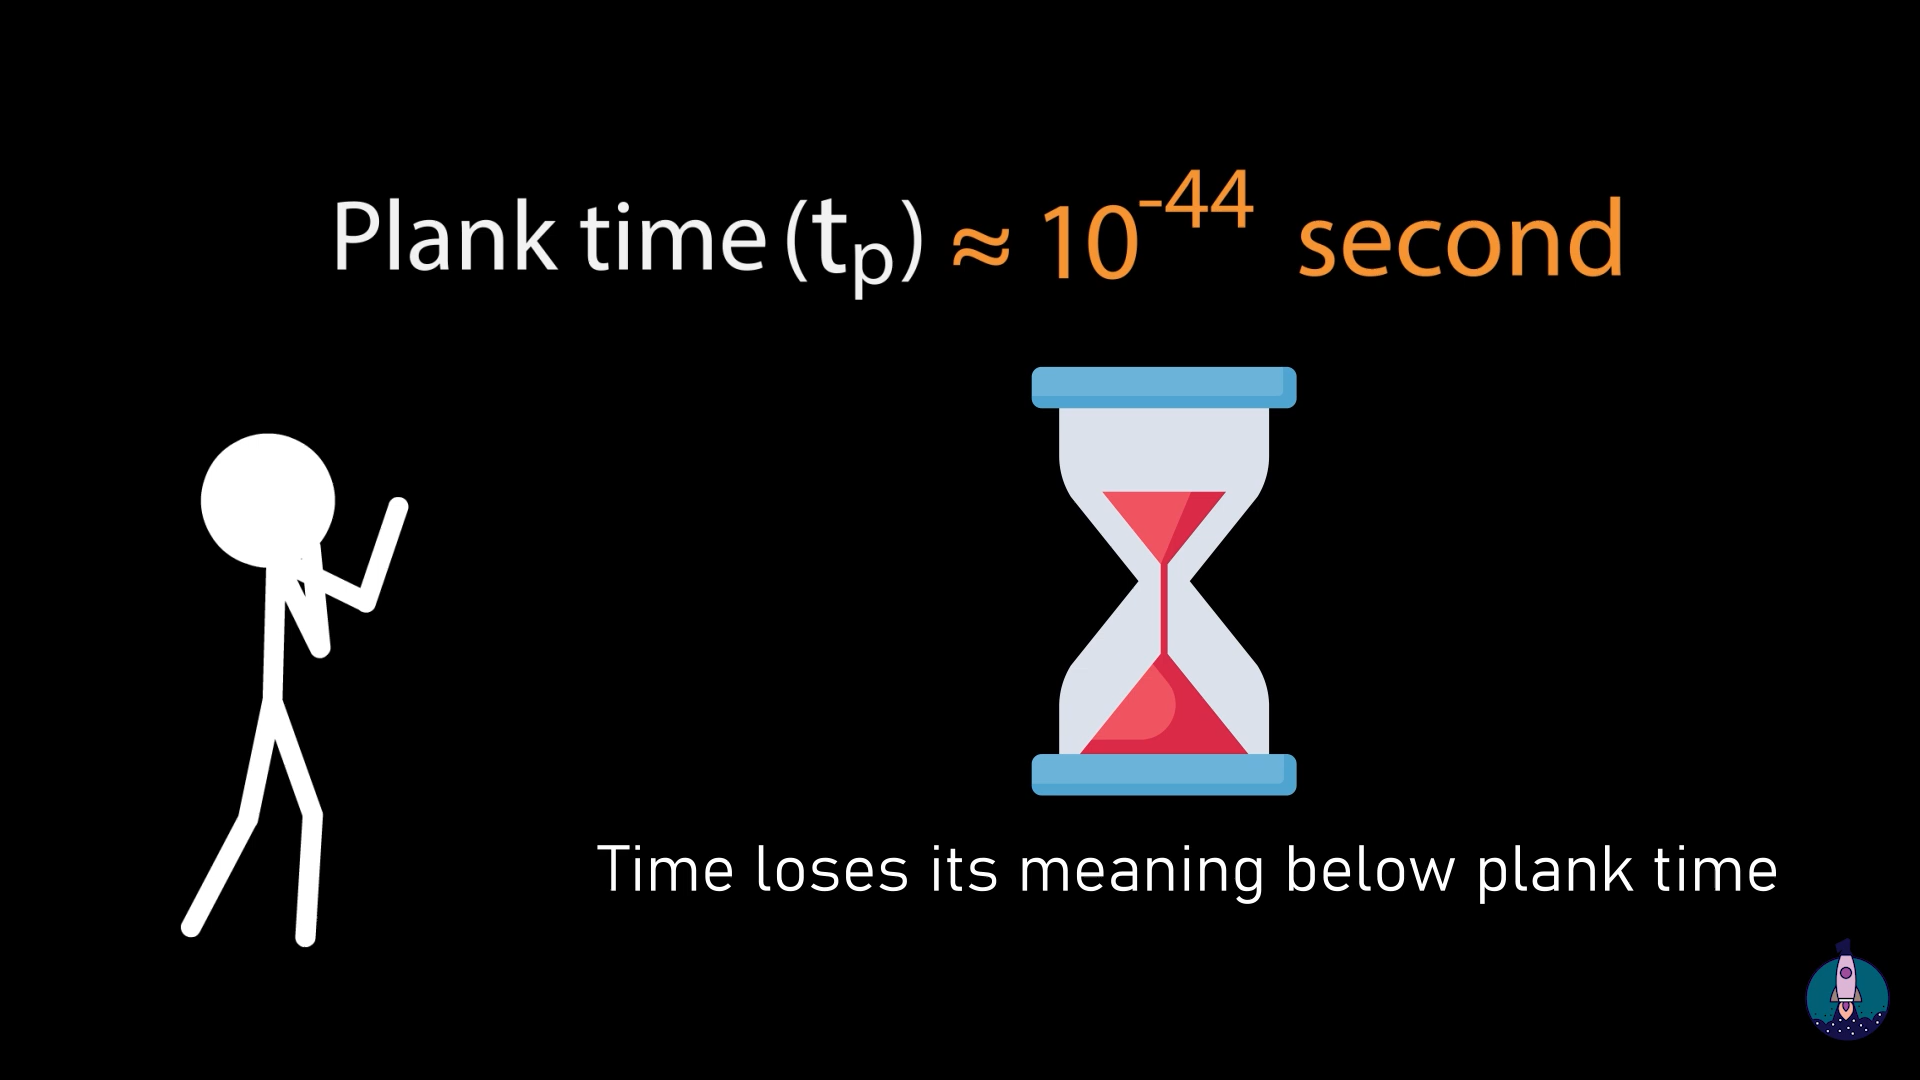 Plank time (tₚ) ≈ 10⁻⁴⁴ second
Time loses its meaning below plank time